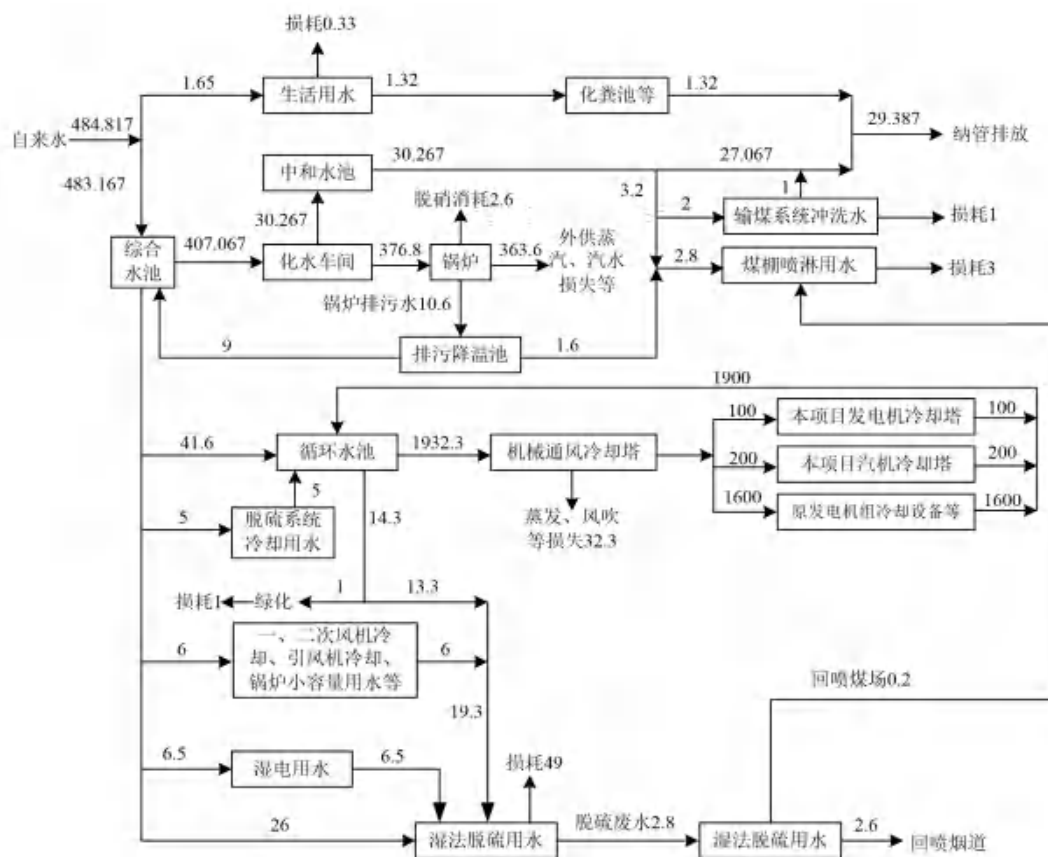 损耗0.33
1.65
生活用水
1.32
化粪池等
1.32
自来水
484.817
29.387
纳管排放
483.167
中和水池
30.267
27.067
脱硝消耗2.6
3.2
2
1
输煤系统冲洗水
损耗1
30.267
综合
水池
407.067
化水车间
376.8
锅炉
363.6
外供蒸
汽、汽水
损失等
2.8
煤棚喷淋用水
损耗3
锅炉排污水10.6
9
排污降温池
1.6
1900
41.6
循环水池
1932.3
机械通风冷却塔
100
本项目发电机冷却塔
100
200
本项目汽机冷却塔
200
1600
原发电机组冷却设备等
1600
5
5
脱硫系统
冷却用水
14.3
蒸发、风吹
等损失32.3
损耗1
绿化
1
13.3
6
一、二次风机冷
却、引风机冷却、
锅炉小容量用水等
6
19.3
回喷煤场0.2
6.5
湿电用水
6.5
损耗49
26
湿法脱硫用水
脱硫废水2.8
湿法脱硫用水
2.6
回喷烟道